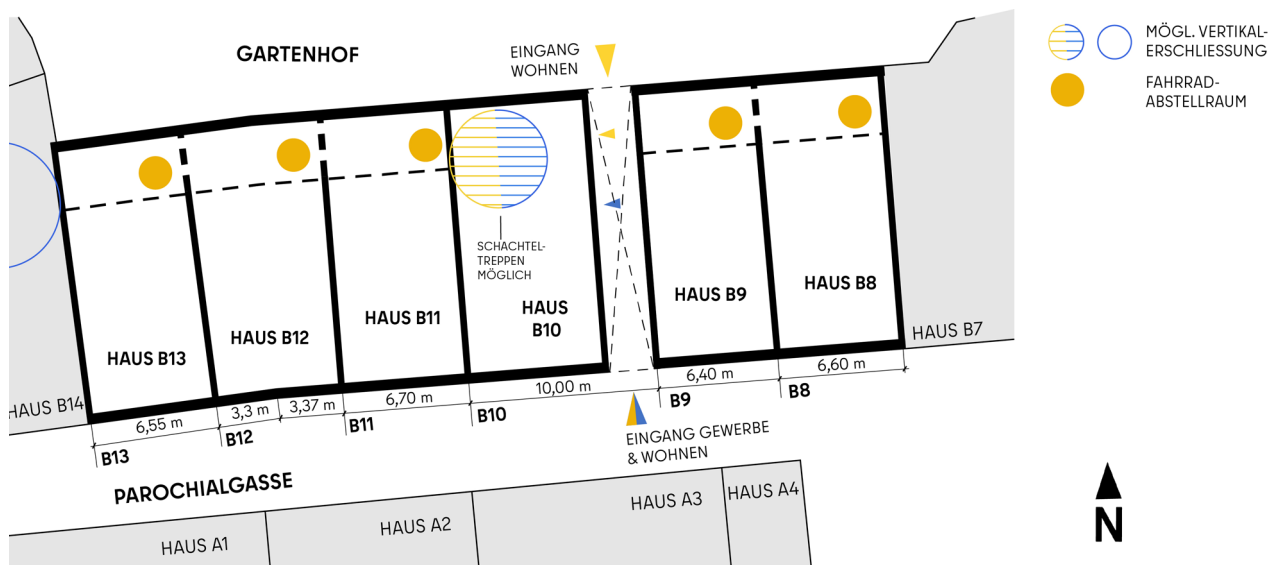 GARTENHOF
EINGANG
WOHNEN
MÖGL. VERTIKAL-
ERSCHLIESSUNG
FAHRRAD-
ABSTELLRAUM
SCHACHTEL-
TREPPEN
MÖGLICH
HAUS B13
HAUS B12
HAUS B11
HAUS
B10
HAUS B9
HAUS B8
HAUS B7
HAUS B14
6,55 m
3,3 m
3,37 m
6,70 m
10,00 m
6,40 m
6,60 m
B13
B12
B11
B10
B9
B8
EINGANG GEWERBE
& WOHNEN
PAROCHIALGASSE
HAUS A1
HAUS A2
HAUS A3
HAUS A4
N